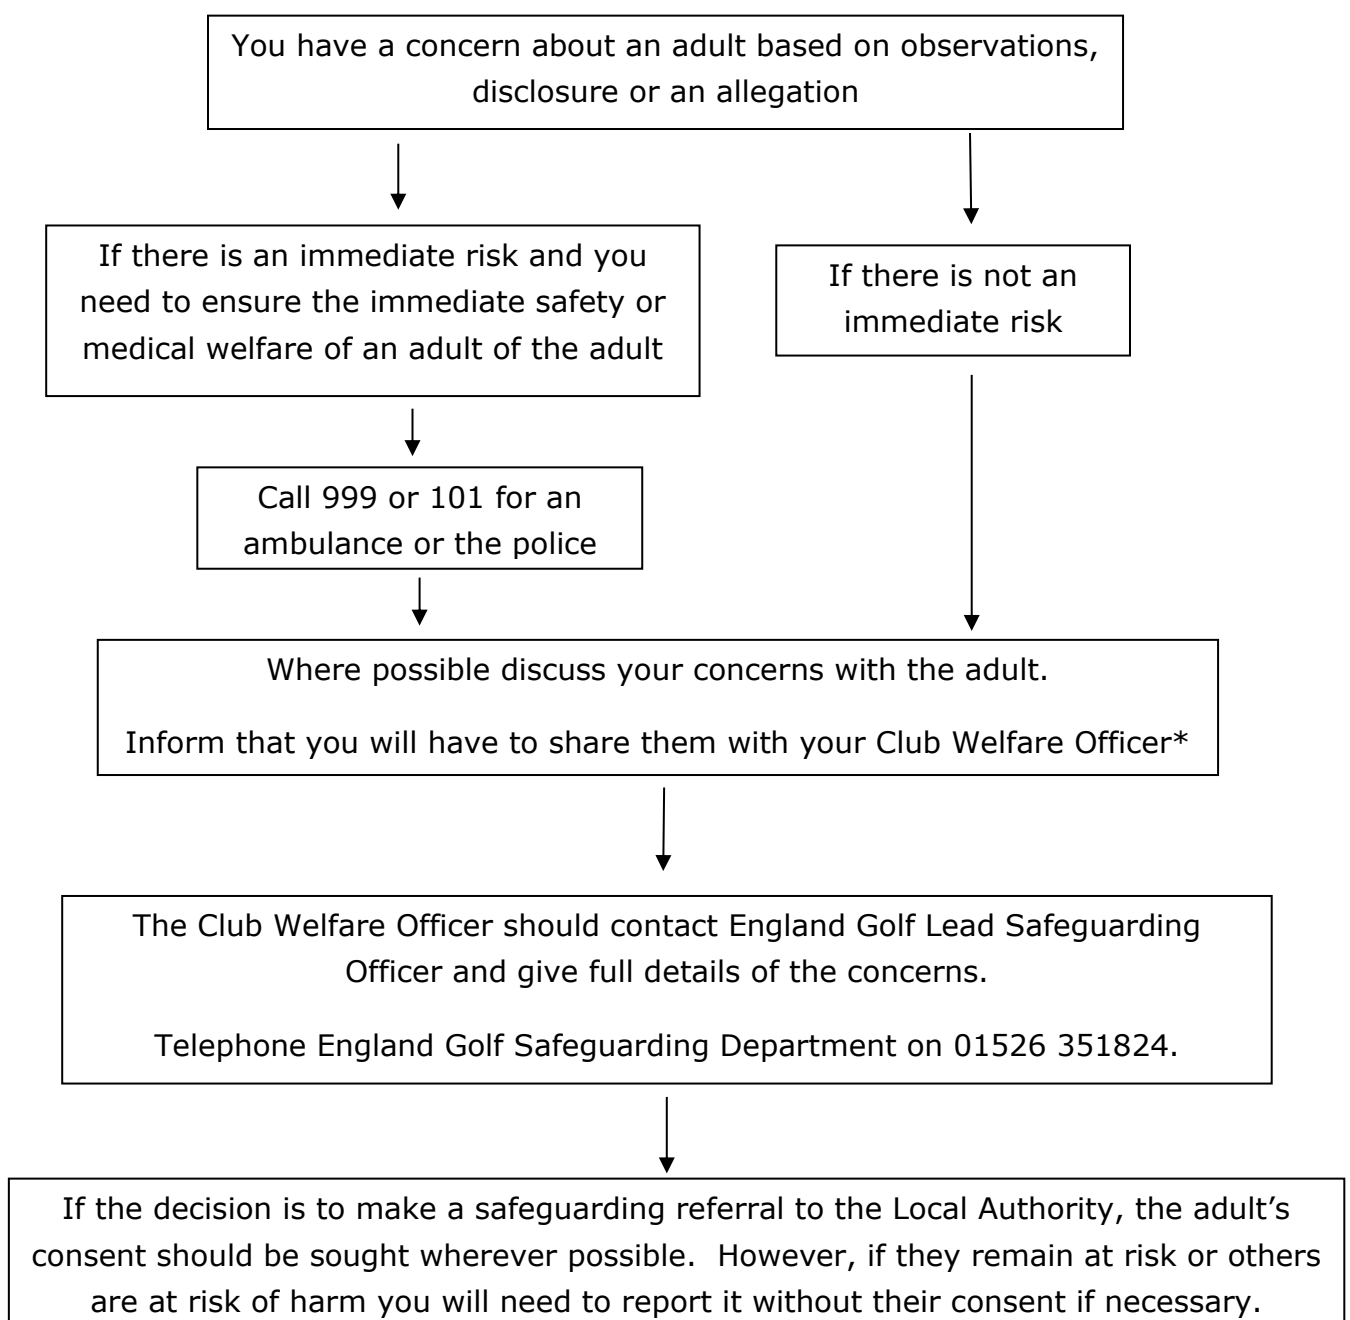 You have a concern about an adult based on observations,
disclosure or an allegation
If there is an immediate risk and you
need to ensure the immediate safety or
medical welfare of an adult of the adult
If there is not an
immediate risk
Call 999 or 101 for an
ambulance or the police
Where possible discuss your concerns with the adult.
Inform that you will have to share them with your Club Welfare Officer*
The Club Welfare Officer should contact England Golf Lead Safeguarding
Officer and give full details of the concerns.
Telephone England Golf Safeguarding Department on 01526 351824.
If the decision is to make a safeguarding referral to the Local Authority, the adult’s
consent should be sought wherever possible.  However, if they remain at risk or others
are at risk of harm you will need to report it without their consent if necessary.